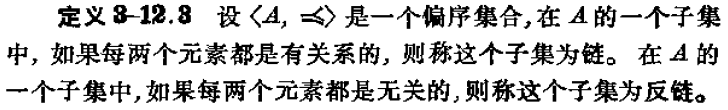 定义 3-12.3 设〈A, ≼〉是一个偏序集合,在 A 的一个子集
中, 如果每两个元素都是有关系的, 则称这个子集为链。 在 A 的
一个子集中,如果每两个元素都是无关的,则称这个子集为反链。